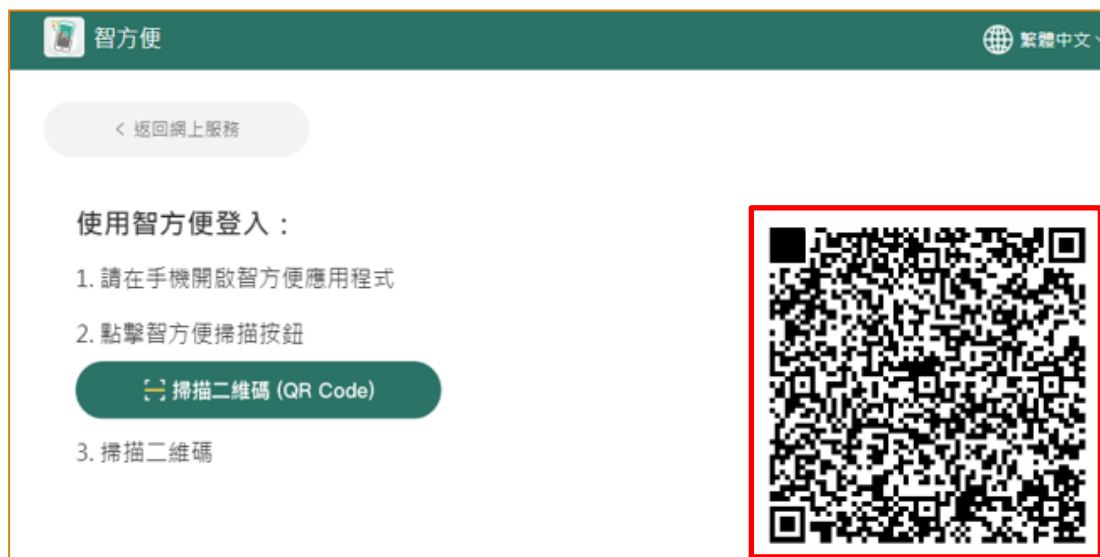 智方便
繁體中文
< 返回網上服務
使用智方便登入：
1. 請在手機開啟智方便應用程式
2. 點擊智方便掃描按鈕
掃描二維碼 (QR Code)
3. 掃描二維碼